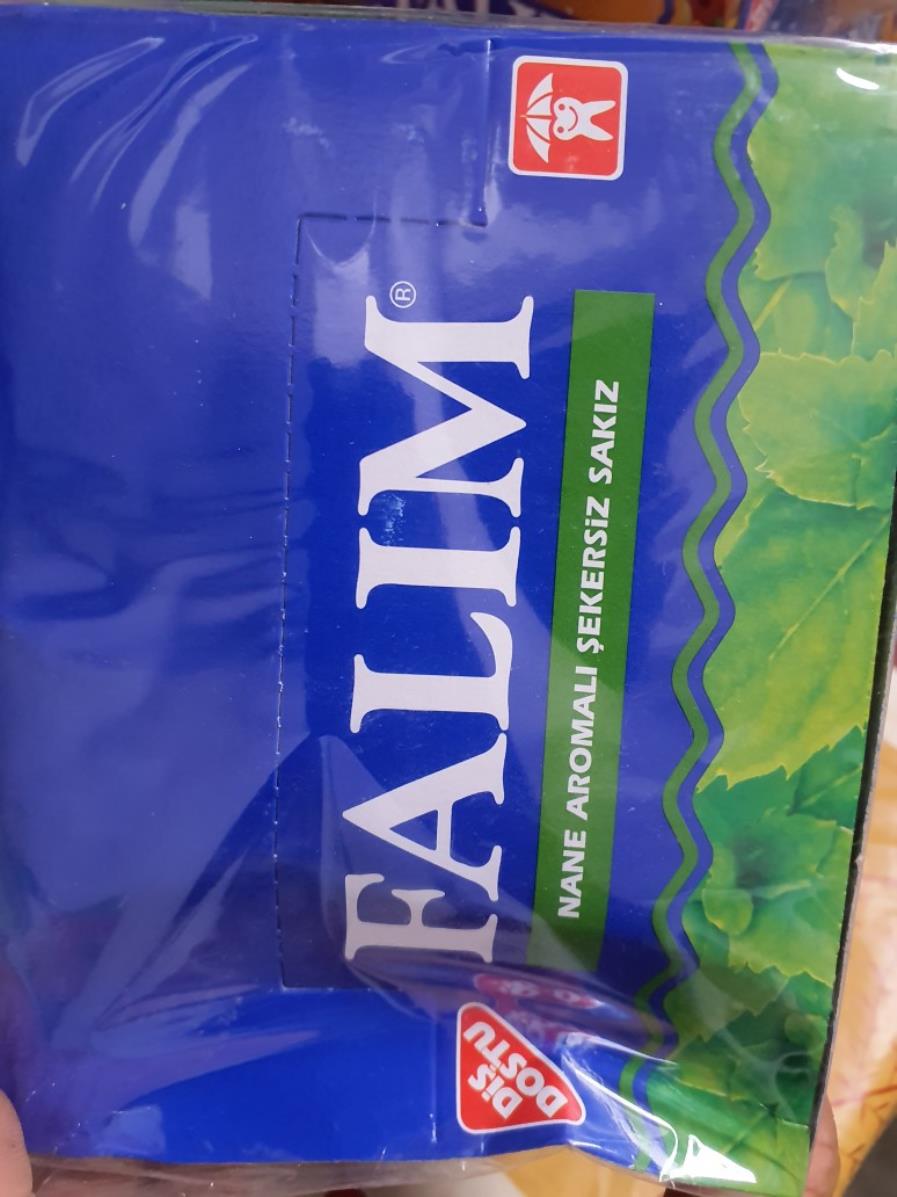 FALIM®
NANE AROMALI ŞEKERSİZ SAKIZ
DİŞ
DOSTU